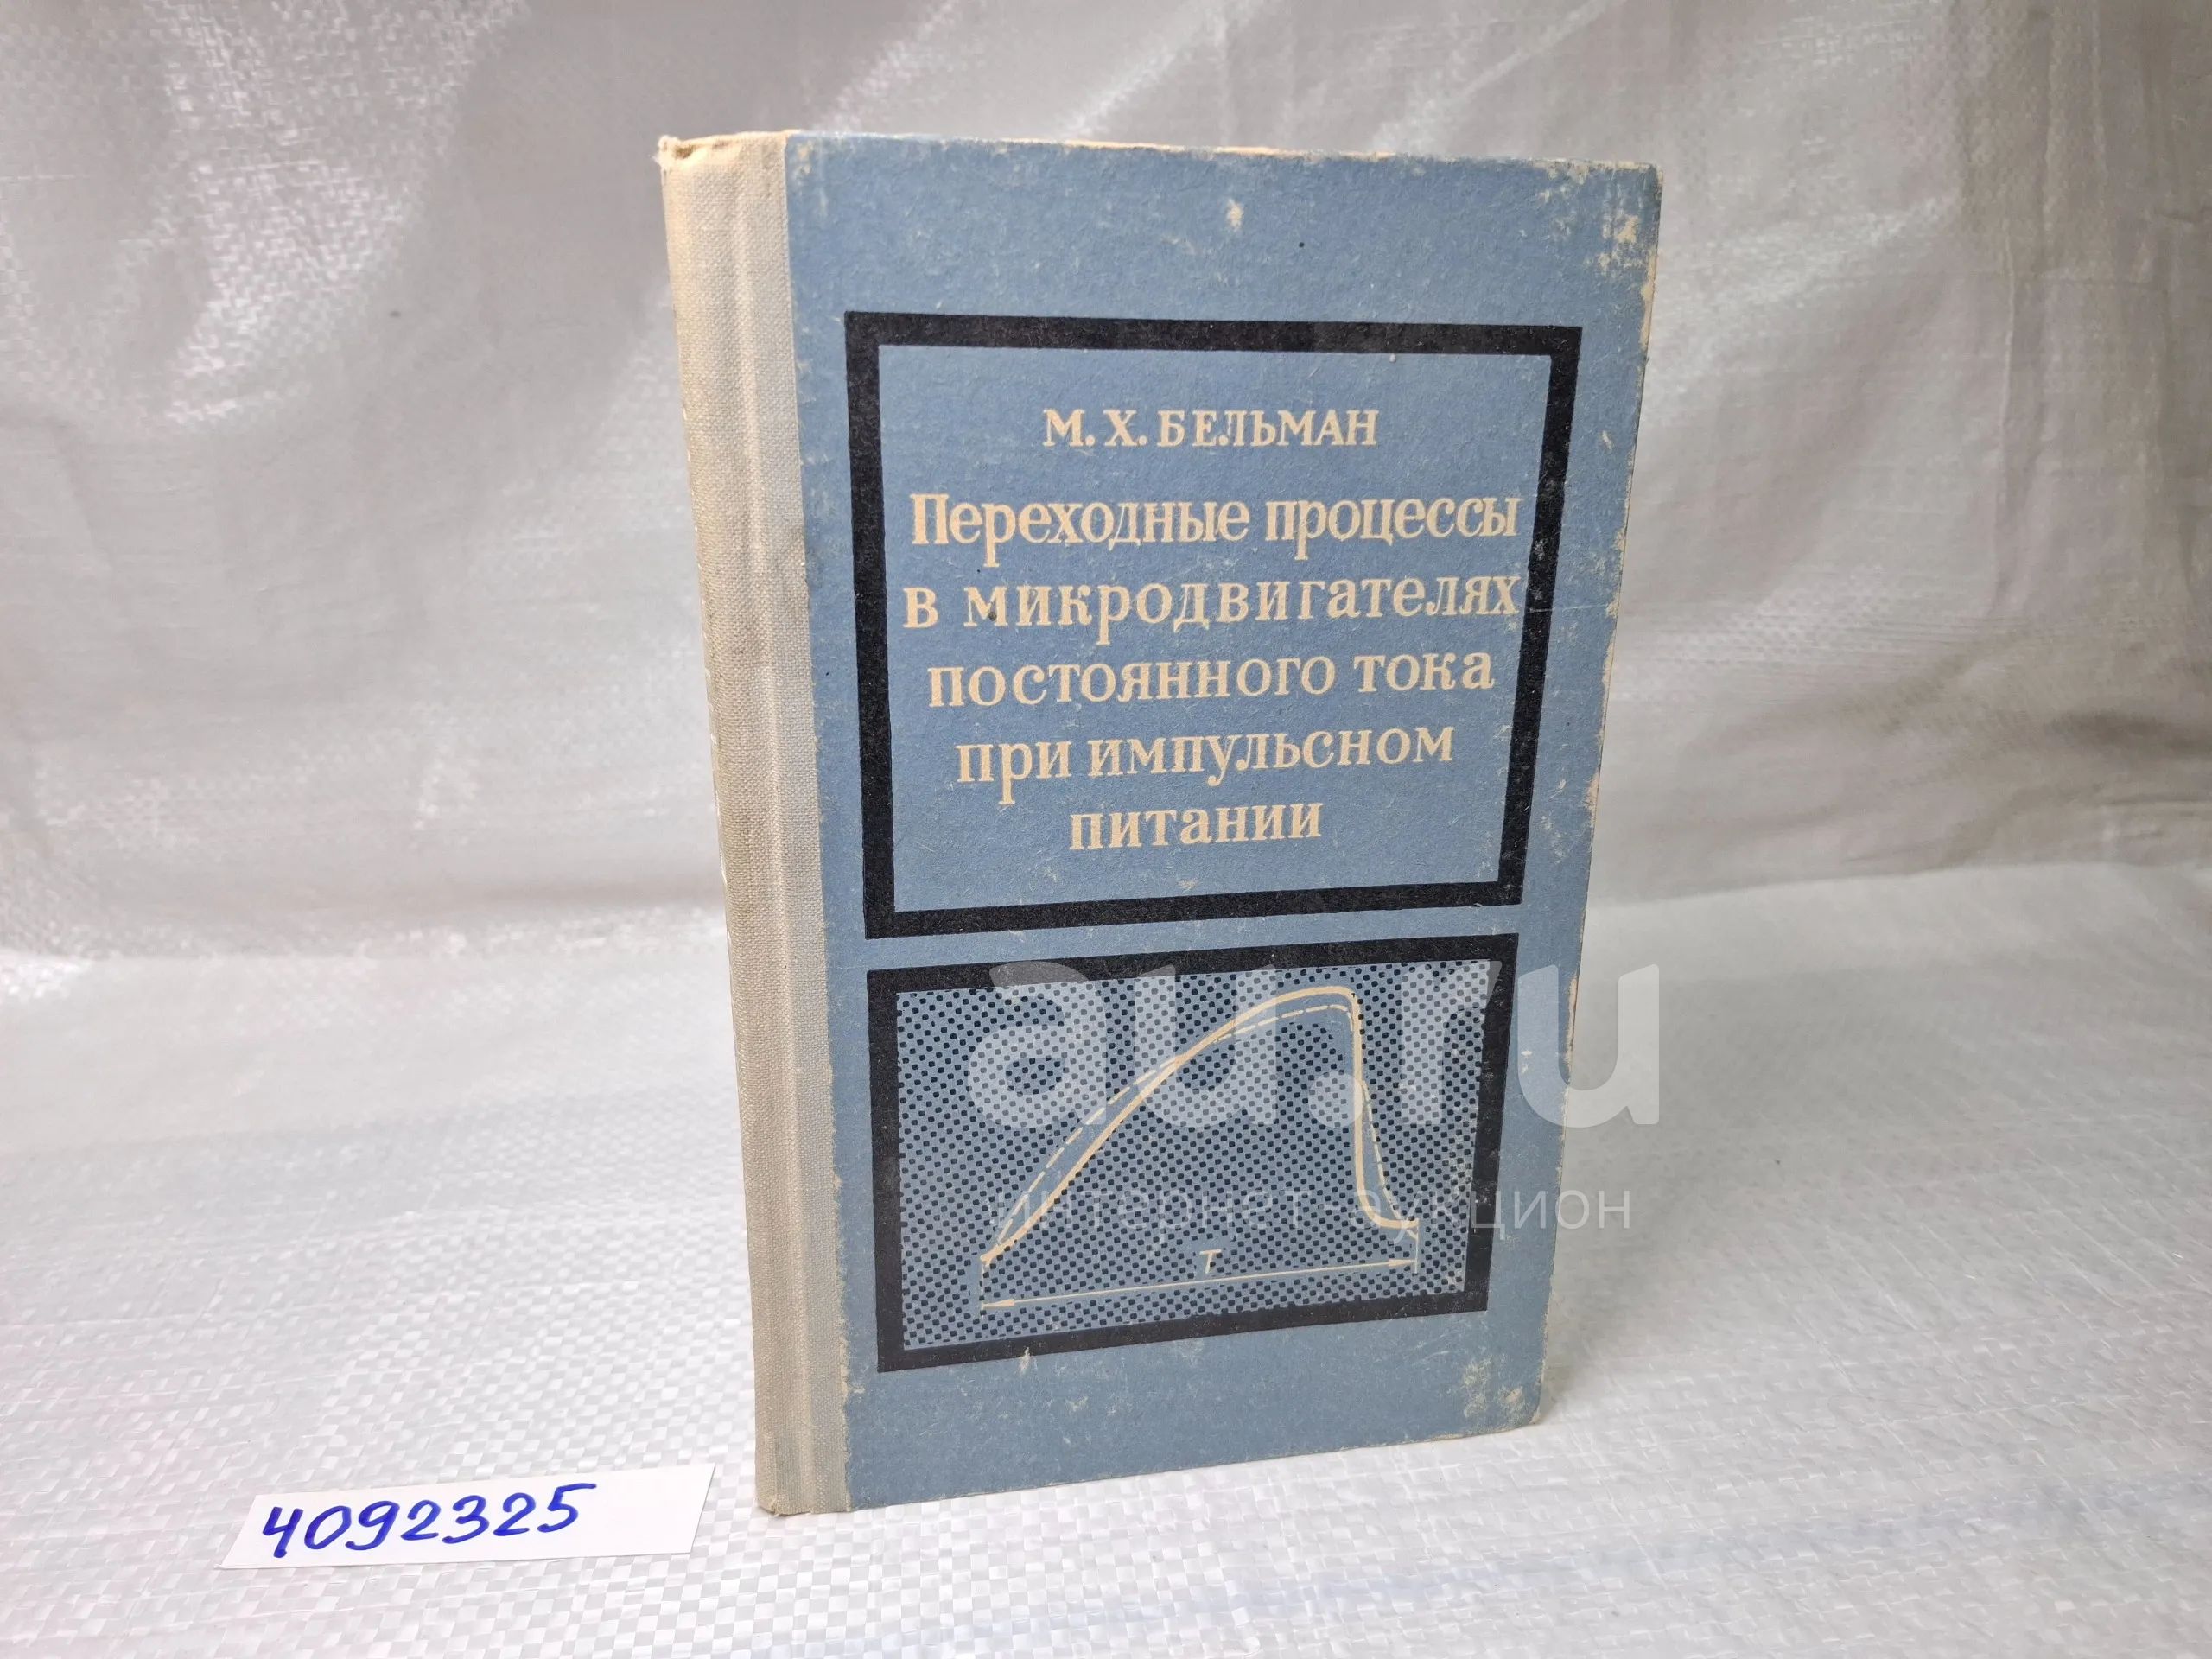 М. Х. БЕЛЬМАН
Переходные процессы
в микродвигателях
постоянного тока
при импульсном
питании
au.ru
интернет-аукцион
T
4092325